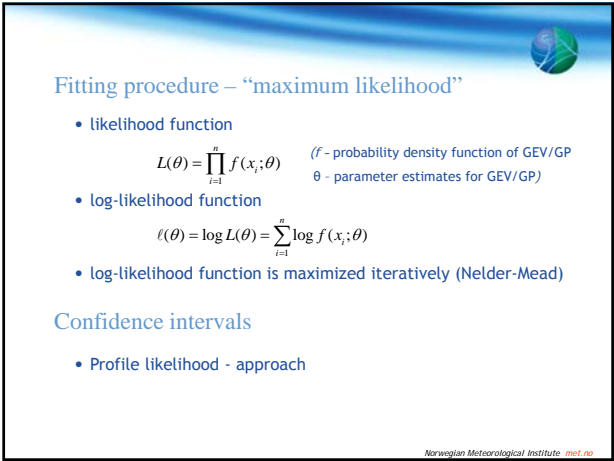 Fitting procedure – “maximum likelihood”
• likelihood function
L(θ) = ∏_{i=1}^{n} f(x_i;θ) (f – probability density function of GEV/GP
θ – parameter estimates for GEV/GP)
• log-likelihood function
ℓ(θ) = log L(θ) = ∑_{i=1}^{n} log f(x_i;θ)
• log-likelihood function is maximized iteratively (Nelder-Mead)
Confidence intervals
• Profile likelihood - approach
Norwegian Meteorological Institute met.no